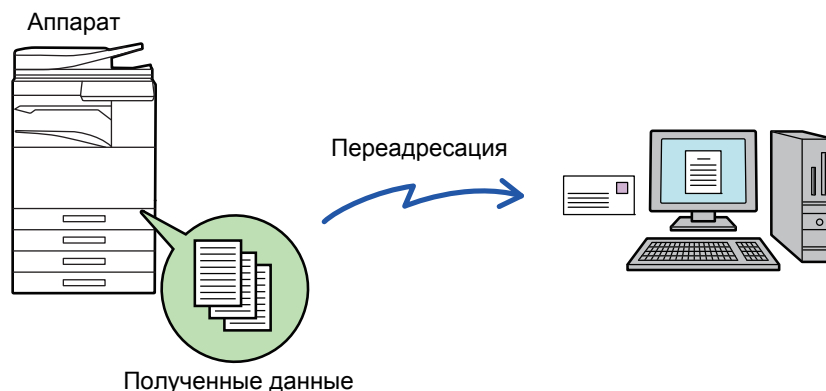 Аппарат
Переадресация
Полученные данные